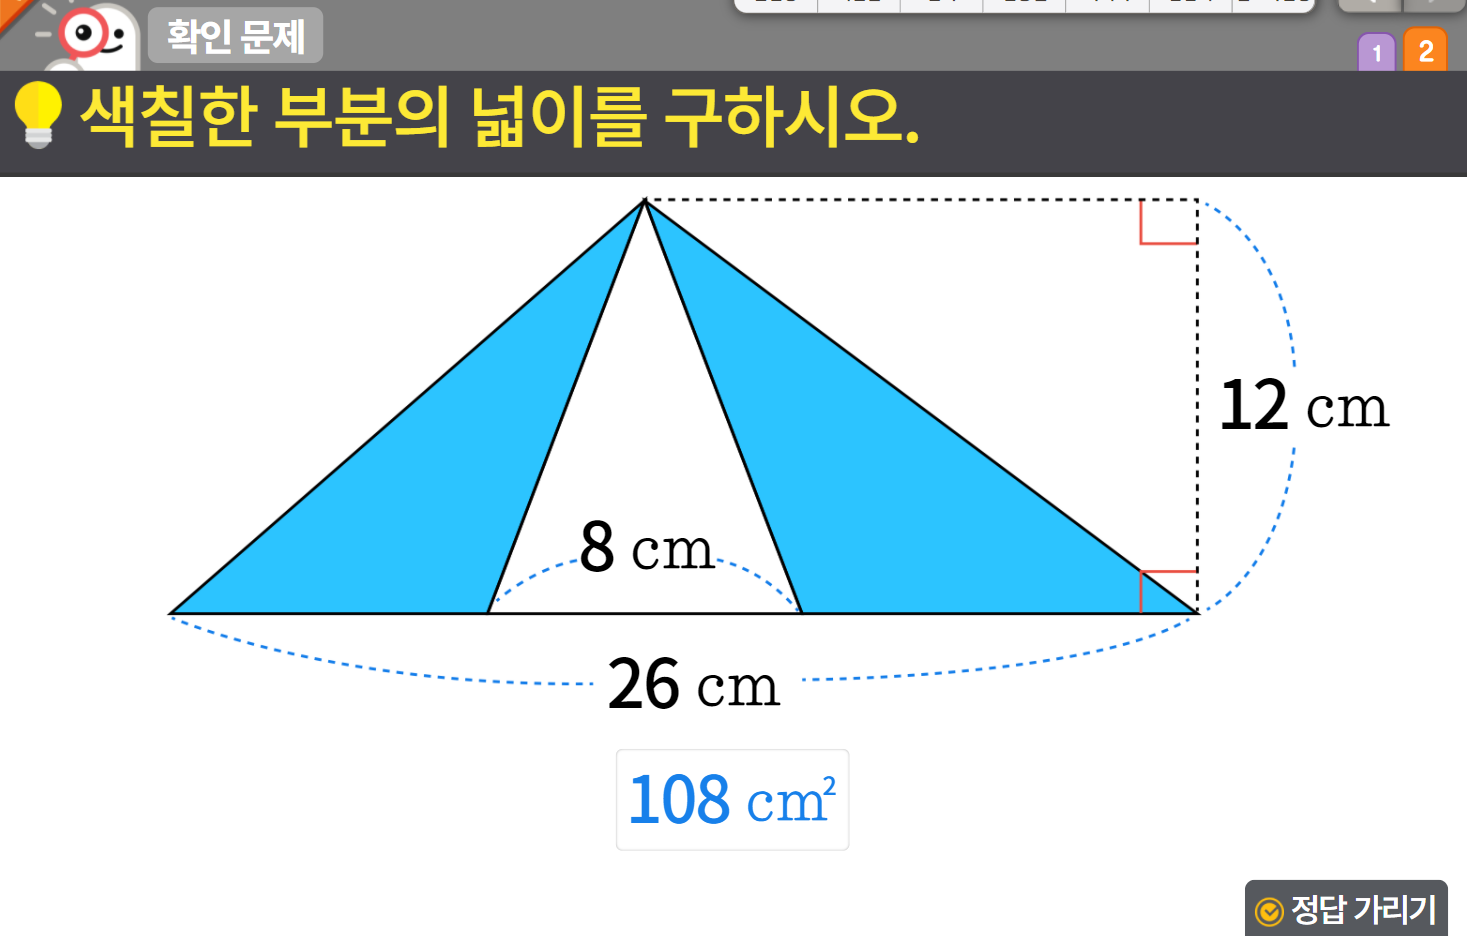 확인 문제
1 2
색칠한 부분의 넓이를 구하시오.
12 cm
8 cm
26 cm
108 cm²
정답 가리기